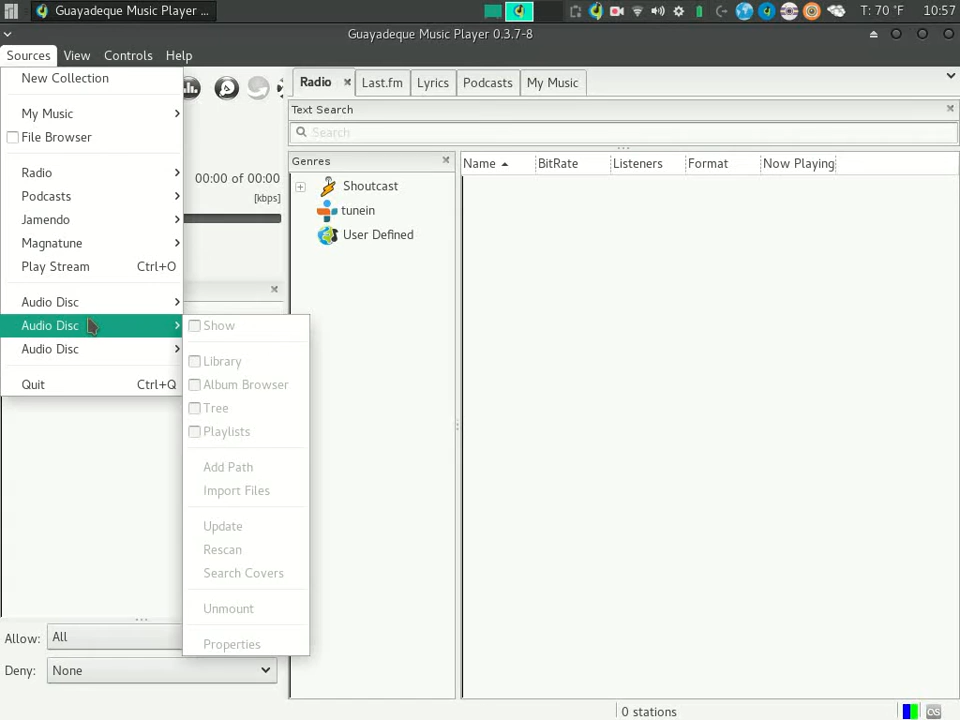 Guayadeque Music Player ...
T: 70 °F
10:57
Guayadeque Music Player 0.3.7-8
Sources View Controls Help
New Collection
My Music
File Browser
Radio
Podcasts
Jamendo
Magnatune
Play Stream Ctrl+O
Audio Disc
Audio Disc
Audio Disc
Quit Ctrl+Q
Show
Library
Album Browser
Tree
Playlists
Add Path
Import Files
Update
Rescan
Search Covers
Unmount
Properties
00:00 of 00:00
[kbps]
Allow: All
Deny: None
Radio Last.fm Lyrics Podcasts My Music
Text Search
Search
Genres
Shoutcast
tunein
User Defined
Name BitRate Listeners Format Now Playing
0 stations